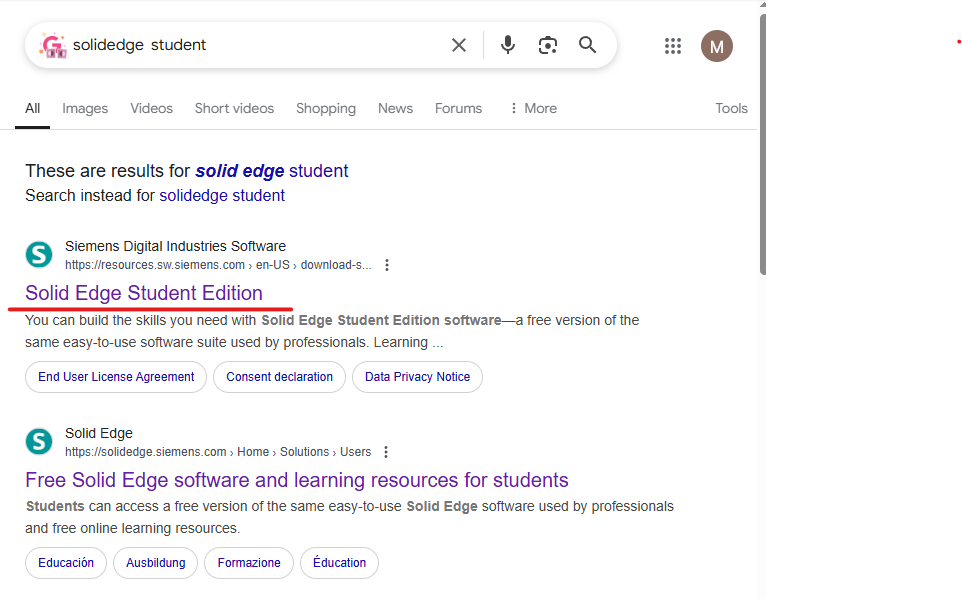 solidedge student
M
All Images Videos Short videos Shopping News Forums More Tools
These are results for solid edge student
Search instead for solidedge student
S
Siemens Digital Industries Software
https://resources.sw.siemens.com › en-US › download-s...
Solid Edge Student Edition
You can build the skills you need with Solid Edge Student Edition software—a free version of the
same easy-to-use software suite used by professionals. Learning ...
End User License Agreement Consent declaration Data Privacy Notice
S
Solid Edge
https://solidedge.siemens.com › Home › Solutions › Users
Free Solid Edge software and learning resources for students
Students can access a free version of the same easy-to-use Solid Edge software used by professionals
and free online learning resources.
Educación Ausbildung Formazione Éducation